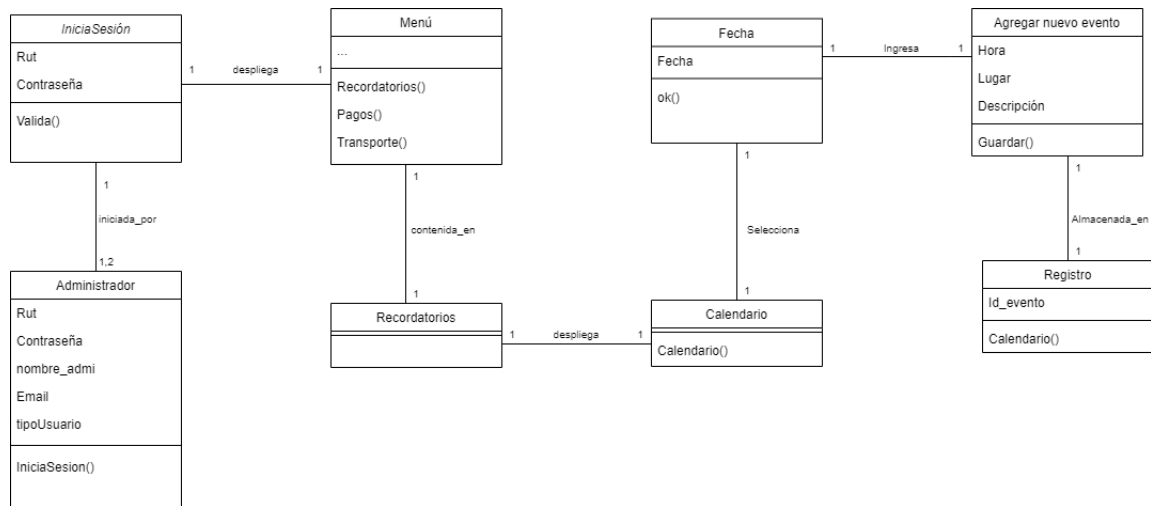 IniciaSesión
Rut
Contraseña
Valida()
1 despliega 1
Menú
...
Recordatorios()
Pagos()
Transporte()
Fecha
Fecha
ok()
1 Ingresa 1
Agregar nuevo evento
Hora
Lugar
Descripción
Guardar()
1
iniciada_por
1,2
1
contenida_en
1
1
Selecciona
1
1
Almacenada_en
1
Administrador
Rut
Contraseña
nombre_admi
Email
tipoUsuario
IniciaSesion()
Recordatorios
1 despliega 1
Calendario
Calendario()
Registro
Id_evento
Calendario()